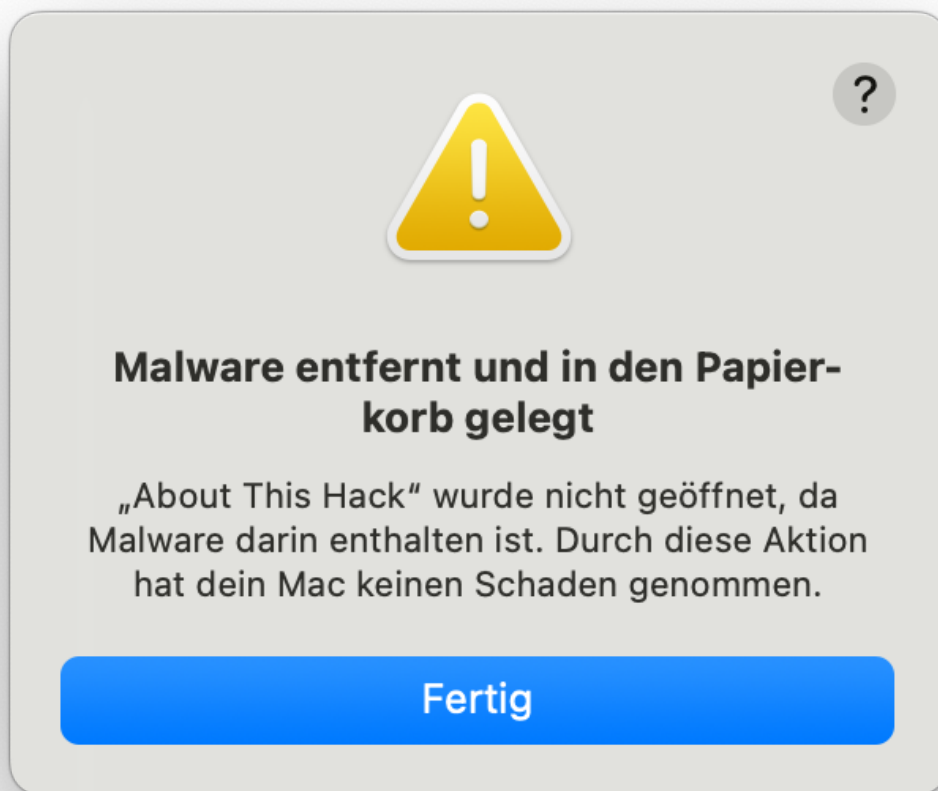 ?
Malware entfernt und in den Papier-
korb gelegt
„About This Hack“ wurde nicht geöffnet, da
Malware darin enthalten ist. Durch diese Aktion
hat dein Mac keinen Schaden genommen.
Fertig